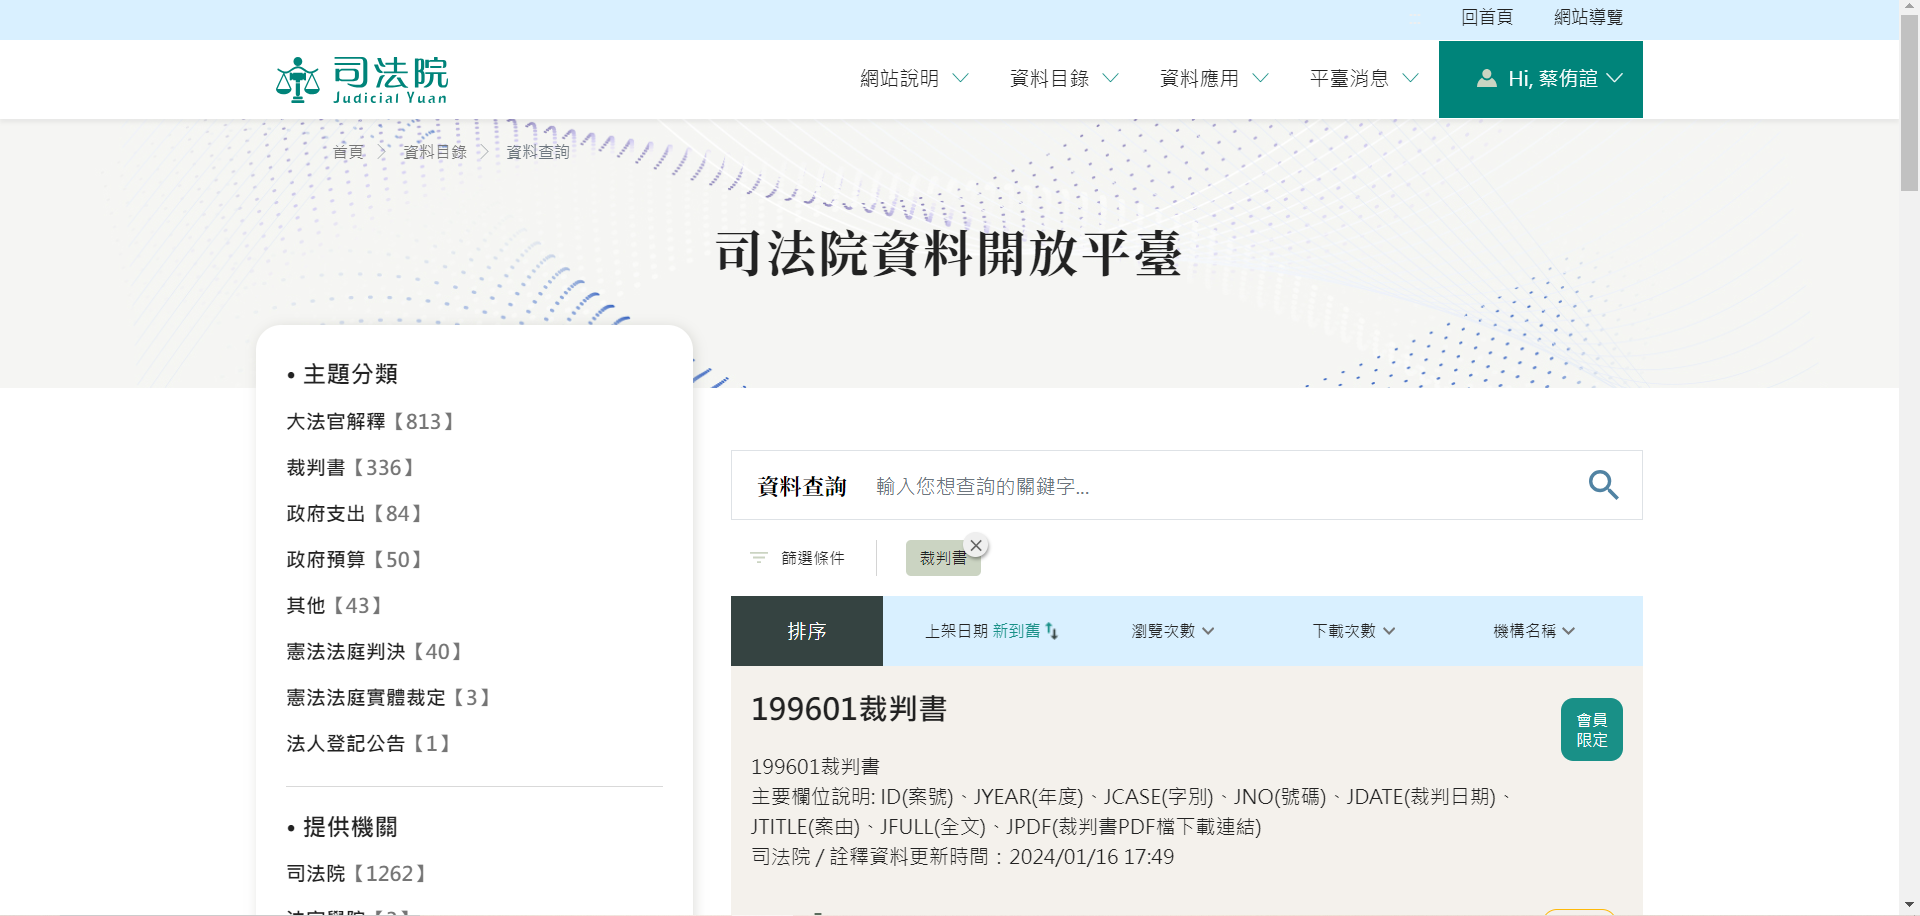 回首頁 網站導覽
司法院
Judicial Yuan
網站說明 資料目錄 資料應用 平臺消息 Hi, 蔡侑諠
首頁 資料目錄 資料查詢
司法院資料開放平臺
• 主題分類
大法官解釋【813】
裁判書【336】
政府支出【84】
政府預算【50】
其他【43】
憲法法庭判決【40】
憲法法庭實體裁定【3】
法人登記公告【1】
• 提供機關
司法院【1262】
資料查詢 輸入您想查詢的關鍵字...
篩選條件 裁判書
排序 上架日期 新到舊 瀏覽次數 下載次數 機構名稱
199601裁判書
會員
限定
199601裁判書
主要欄位說明: ID(案號)、JYEAR(年度)、JCASE(字別)、JNO(號碼)、JDATE(裁判日期)、
JTITLE(案由)、JFULL(全文)、JPDF(裁判書PDF檔下載連結)
司法院 / 詮釋資料更新時間：2024/01/16 17:49